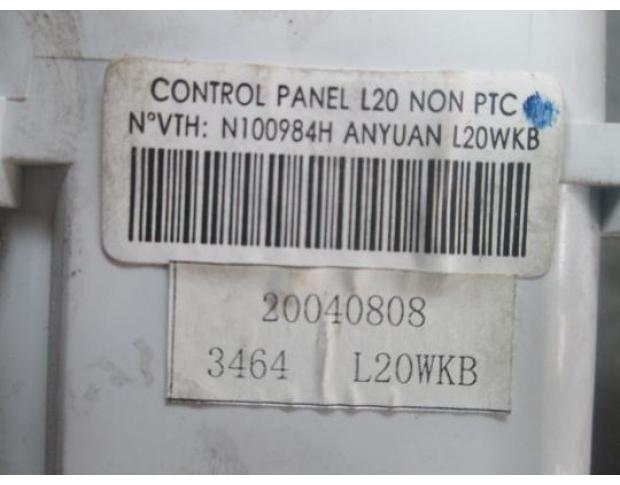 CONTROL PANEL L20 NON PTC
N°VTH: N100984H ANYUAN L20WKB
20040808
3464 L20WKB